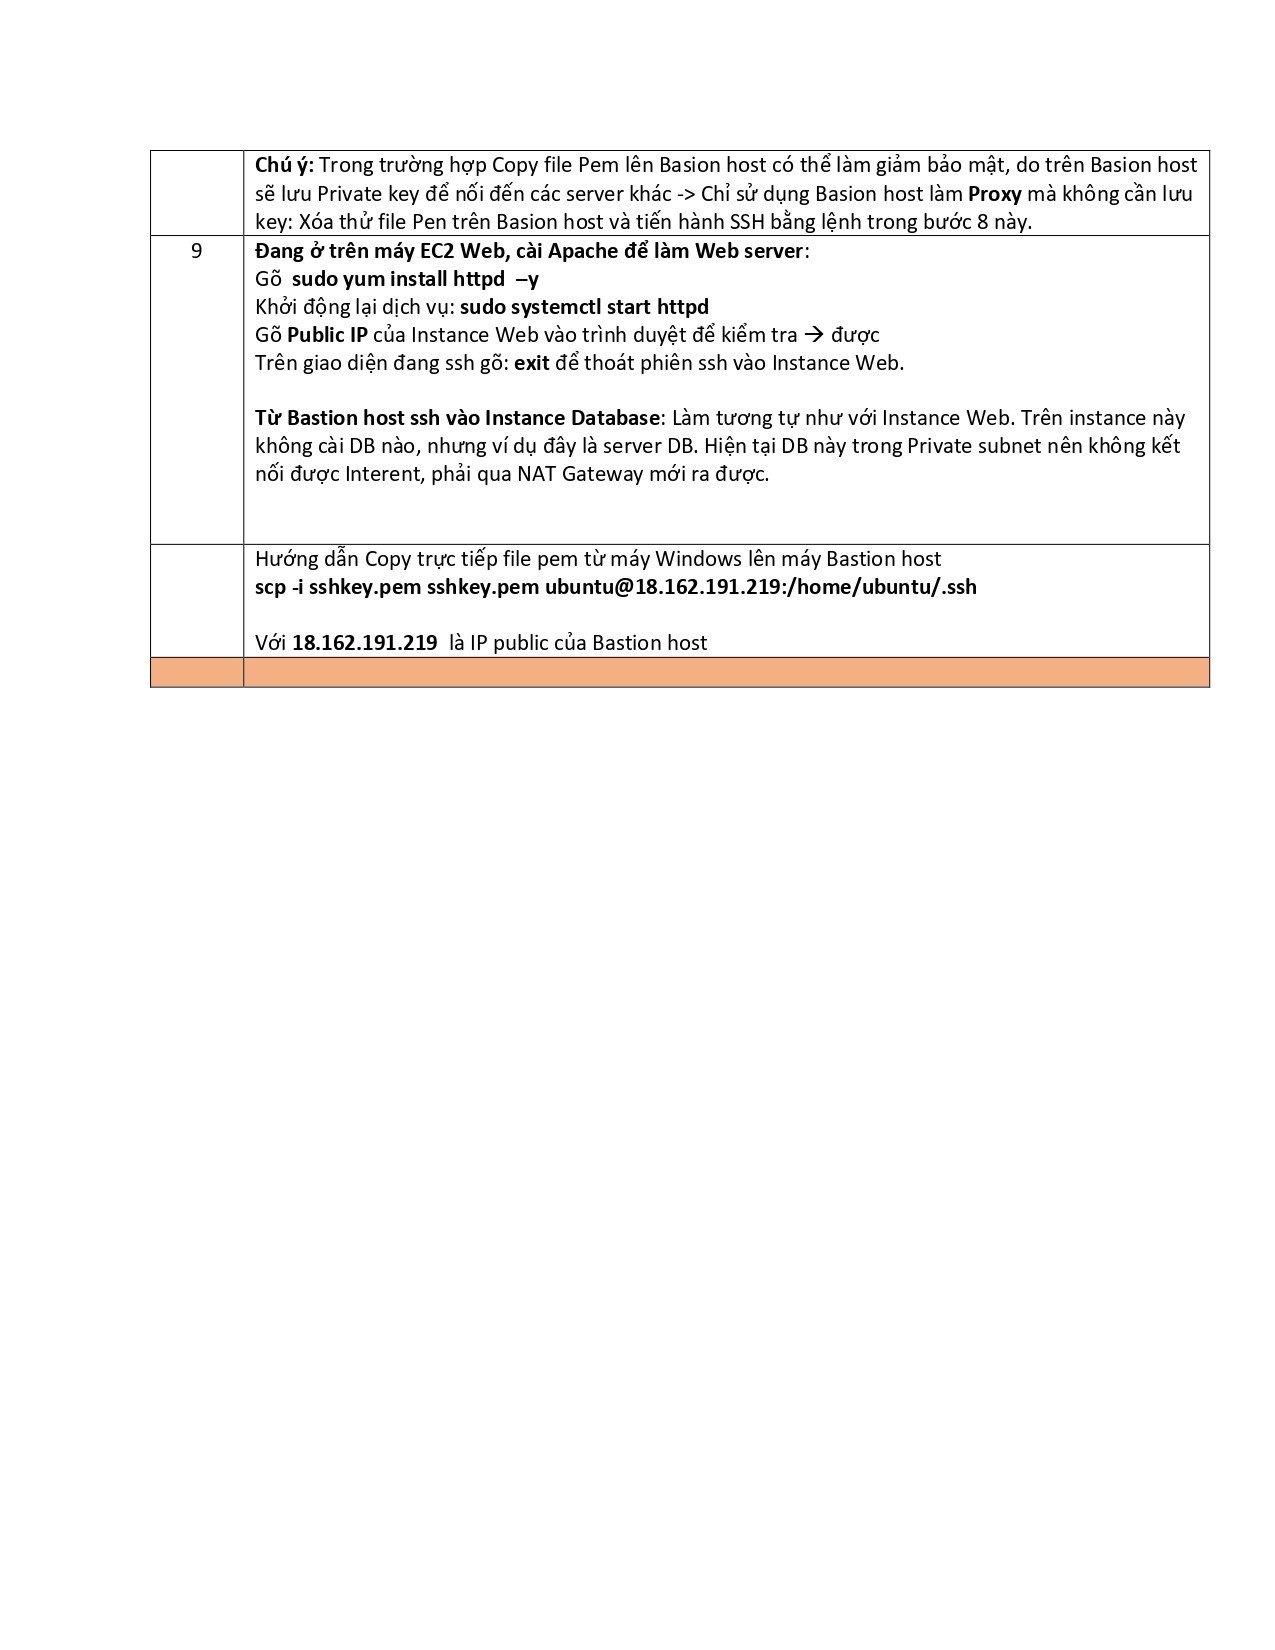 Chú ý: Trong trường hợp Copy file Pem lên Basion host có thể làm giảm bảo mật, do trên Basion host
sẽ lưu Private key để nối đến các server khác -> Chỉ sử dụng Basion host làm Proxy mà không cần lưu
key: Xóa thử file Pen trên Basion host và tiến hành SSH bằng lệnh trong bước 8 này.
9
Đang ở trên máy EC2 Web, cài Apache để làm Web server:
Gõ  sudo yum install httpd  –y
Khởi động lại dịch vụ: sudo systemctl start httpd
Gõ Public IP của Instance Web vào trình duyệt để kiểm tra → được
Trên giao diện đang ssh gõ: exit để thoát phiên ssh vào Instance Web.
Từ Bastion host ssh vào Instance Database: Làm tương tự như với Instance Web. Trên instance này
không cài DB nào, nhưng ví dụ đây là server DB. Hiện tại DB này trong Private subnet nên không kết
nối được Interent, phải qua NAT Gateway mới ra được.
Hướng dẫn Copy trực tiếp file pem từ máy Windows lên máy Bastion host
scp -i sshkey.pem sshkey.pem ubuntu@18.162.191.219:/home/ubuntu/.ssh
Với 18.162.191.219  là IP public của Bastion host